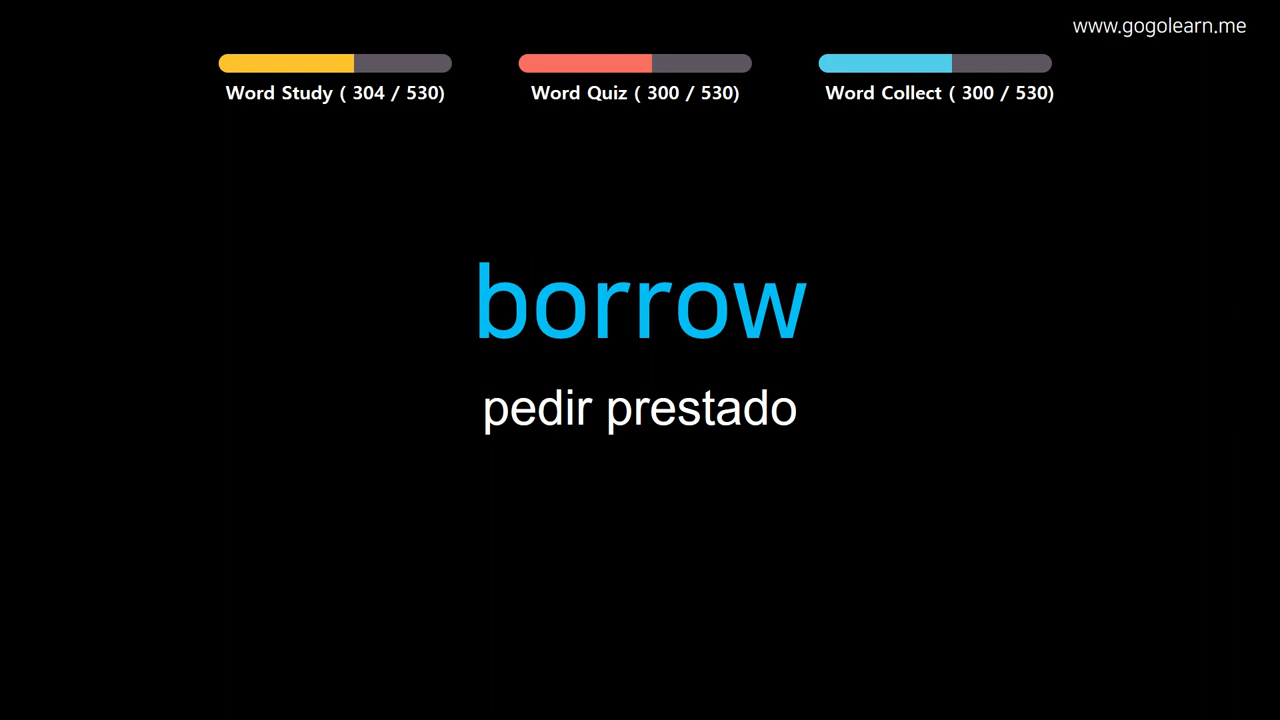 www.gogolearn.me
Word Study ( 304 / 530)
Word Quiz ( 300 / 530)
Word Collect ( 300 / 530)
borrow
pedir prestado